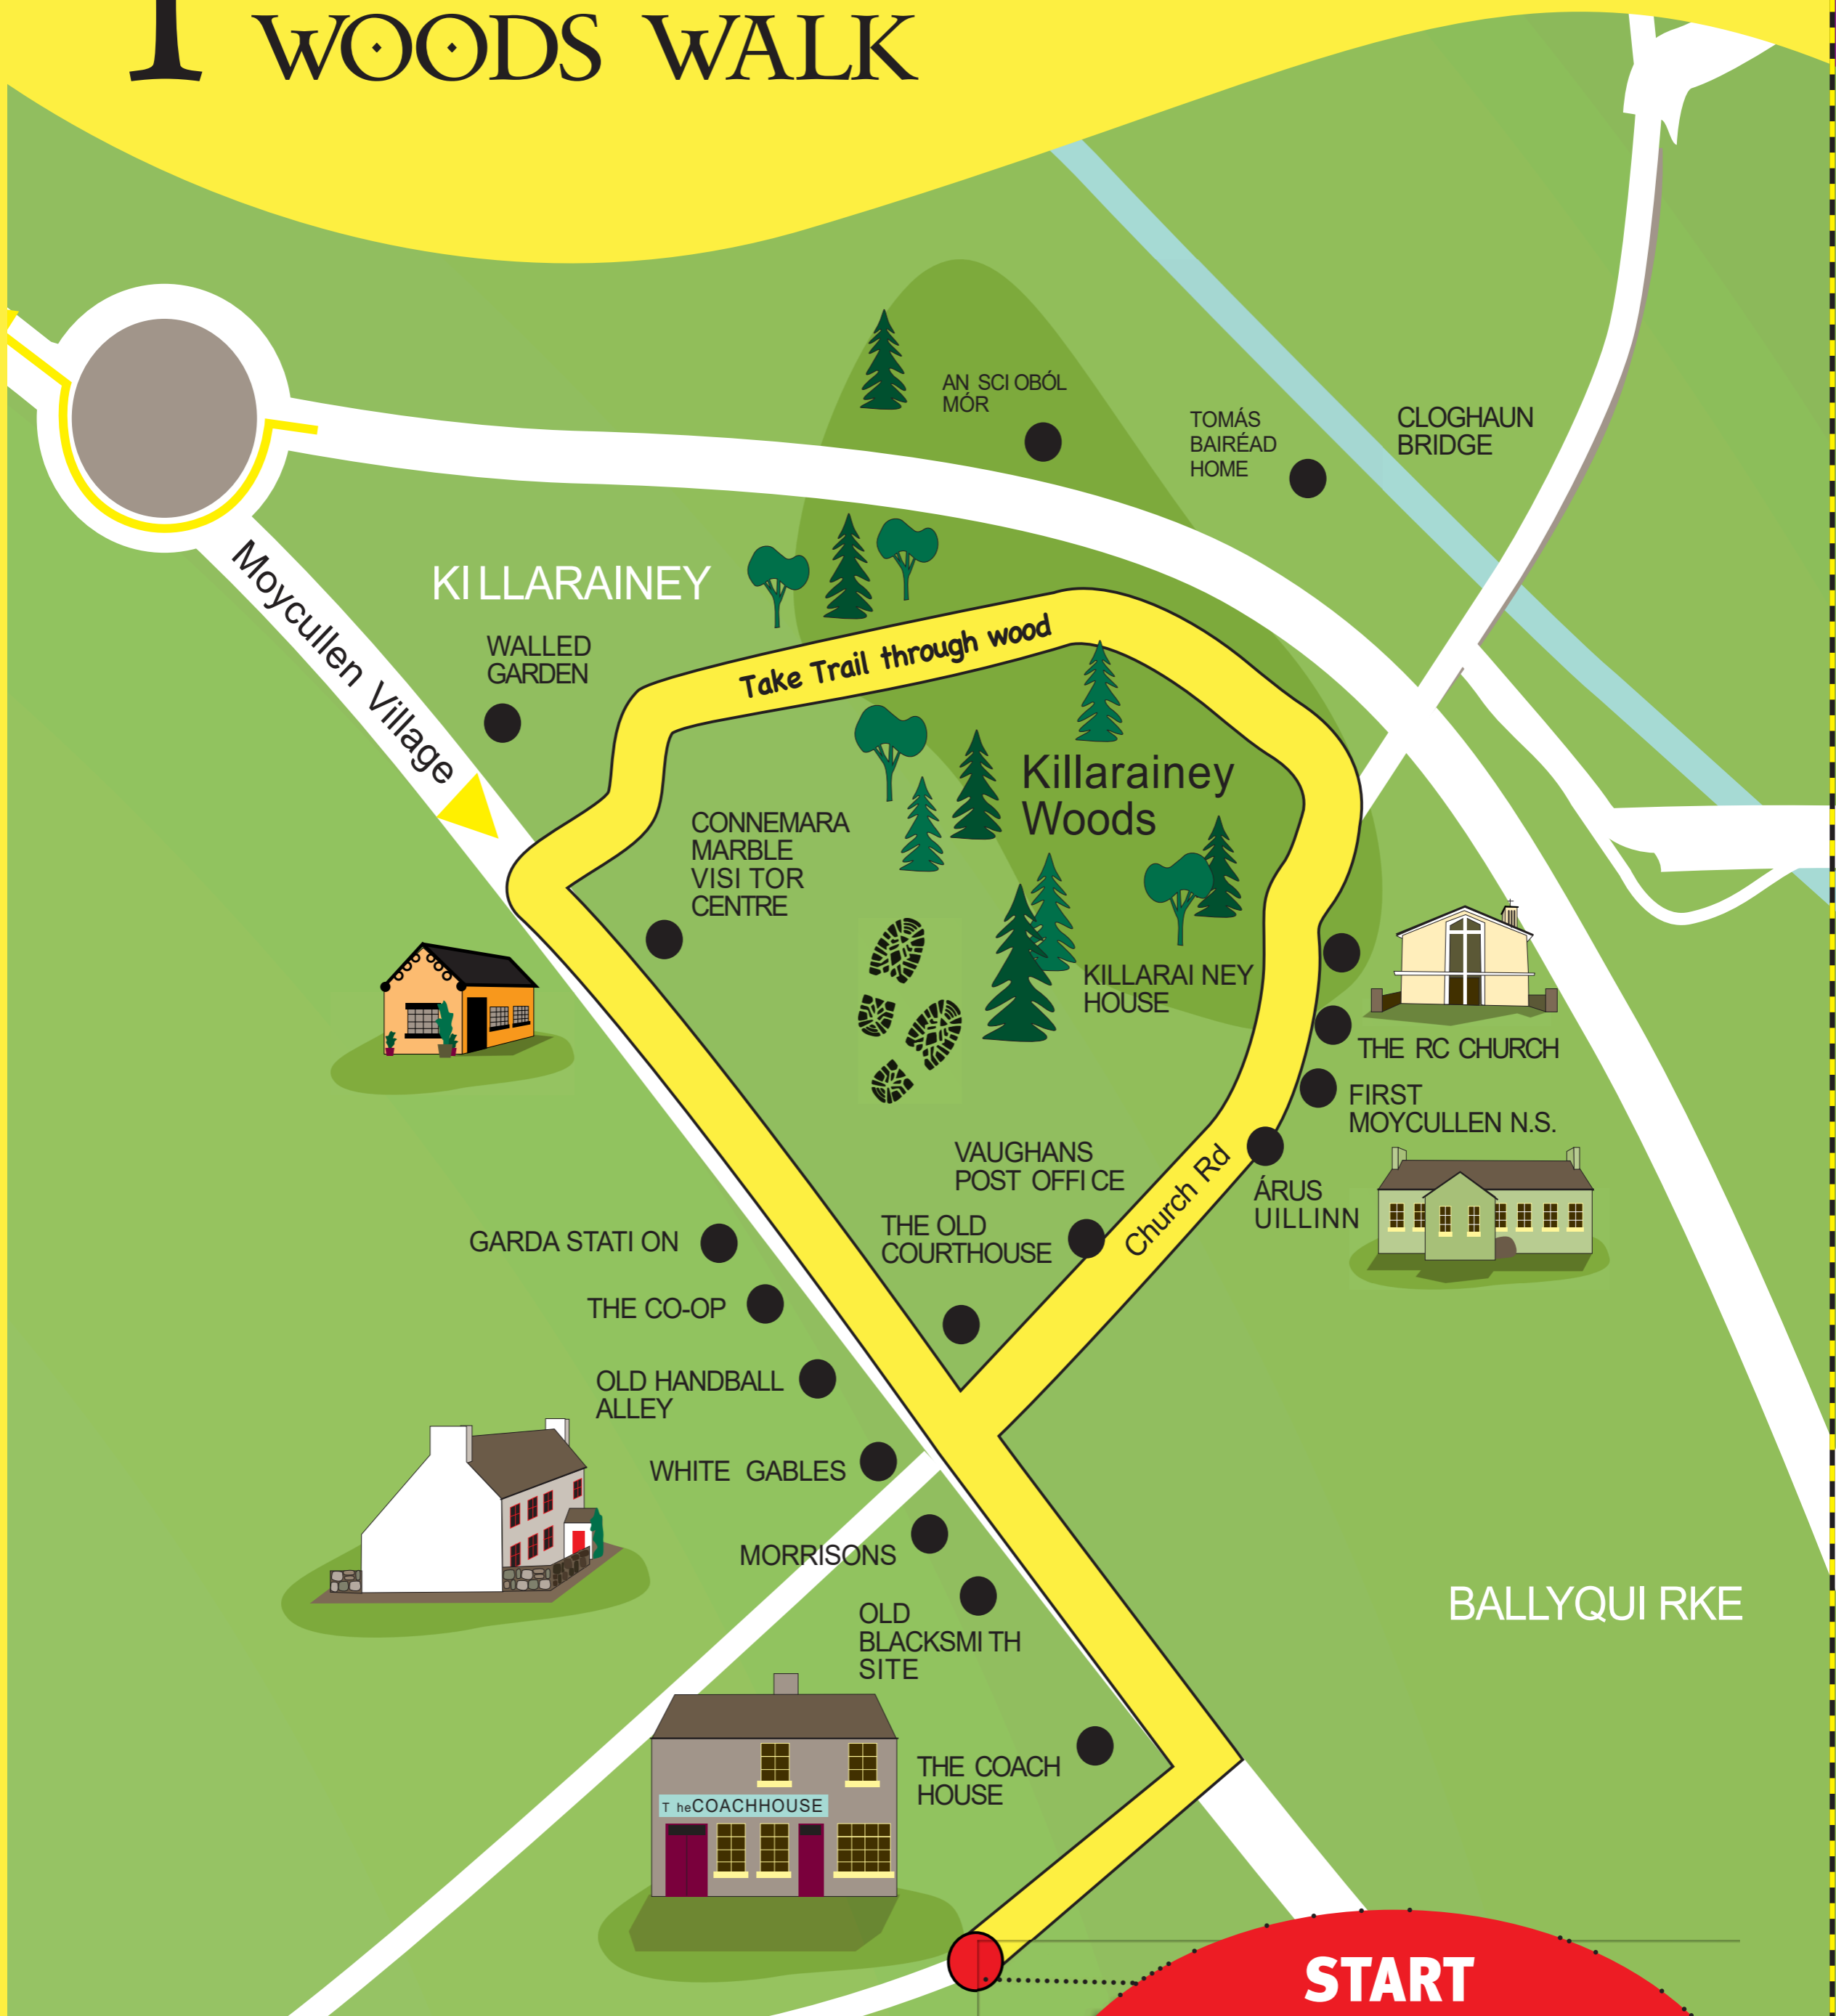 WOODS WALK
AN SCIOBÓL
MÓR
TOMÁS
BAIRÉAD
HOME
CLOGHAUN
BRIDGE
Moycullen Village
KILLARAINEY
WALLED
GARDEN
Take Trail through wood
Killarainey
Woods
CONNEMARA
MARBLE
VISITOR
CENTRE
KILLARAINEY
HOUSE
THE RC CHURCH
FIRST
MOYCULLEN N.S.
VAUGHANS
POST OFFICE
Church Rd
ÁRUS
UILLINN
THE OLD
COURTHOUSE
GARDA STATION
THE CO-OP
OLD HANDBALL
ALLEY
WHITE GABLES
MORRISONS
OLD
BLACKSMITH
SITE
BALLYQUIRKE
THE COACH
HOUSE
The COACHHOUSE
START